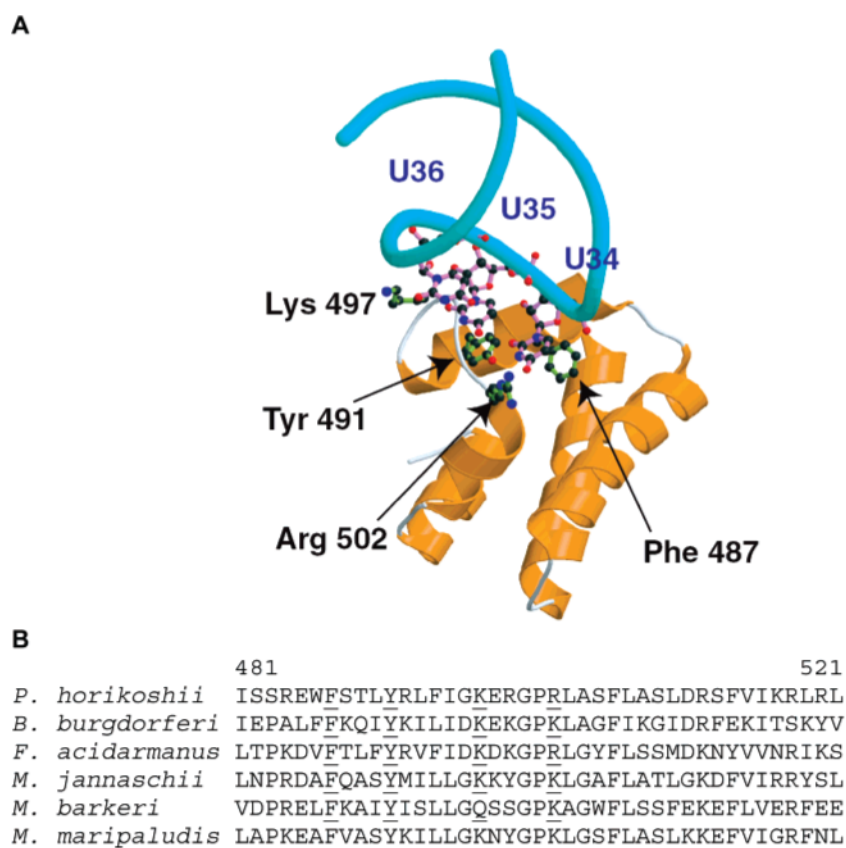 A
U36
U35
U34
Lys 497
Tyr 491
Arg 502
Phe 487
B
481 521
P. horikoshii ISSREWFSTLYRLFIGKERGPRLASFLASLDRSFVIKRLRL
B. burgdorferi IEPALFFKQIYKILIDKEKGPKLAGFIKGIDRFEKITSKYV
F. acidarmanus LTPKDVFTLFYRVFIDKDKGPRLGYFLSSMDKNYVVNRIKS
M. jannaschii LNPRDAFQASYMILLGKKYGPKLGAFLATLGKDFVIRRYSL
M. barkeri VDPRELFKAIYISLLGQSSGPKAGWFLSSFEKEFLVERFEE
M. maripaludis LAPKEAFVASYKILLGKNYGPKLGSFLASLKKEFVIGRFNL